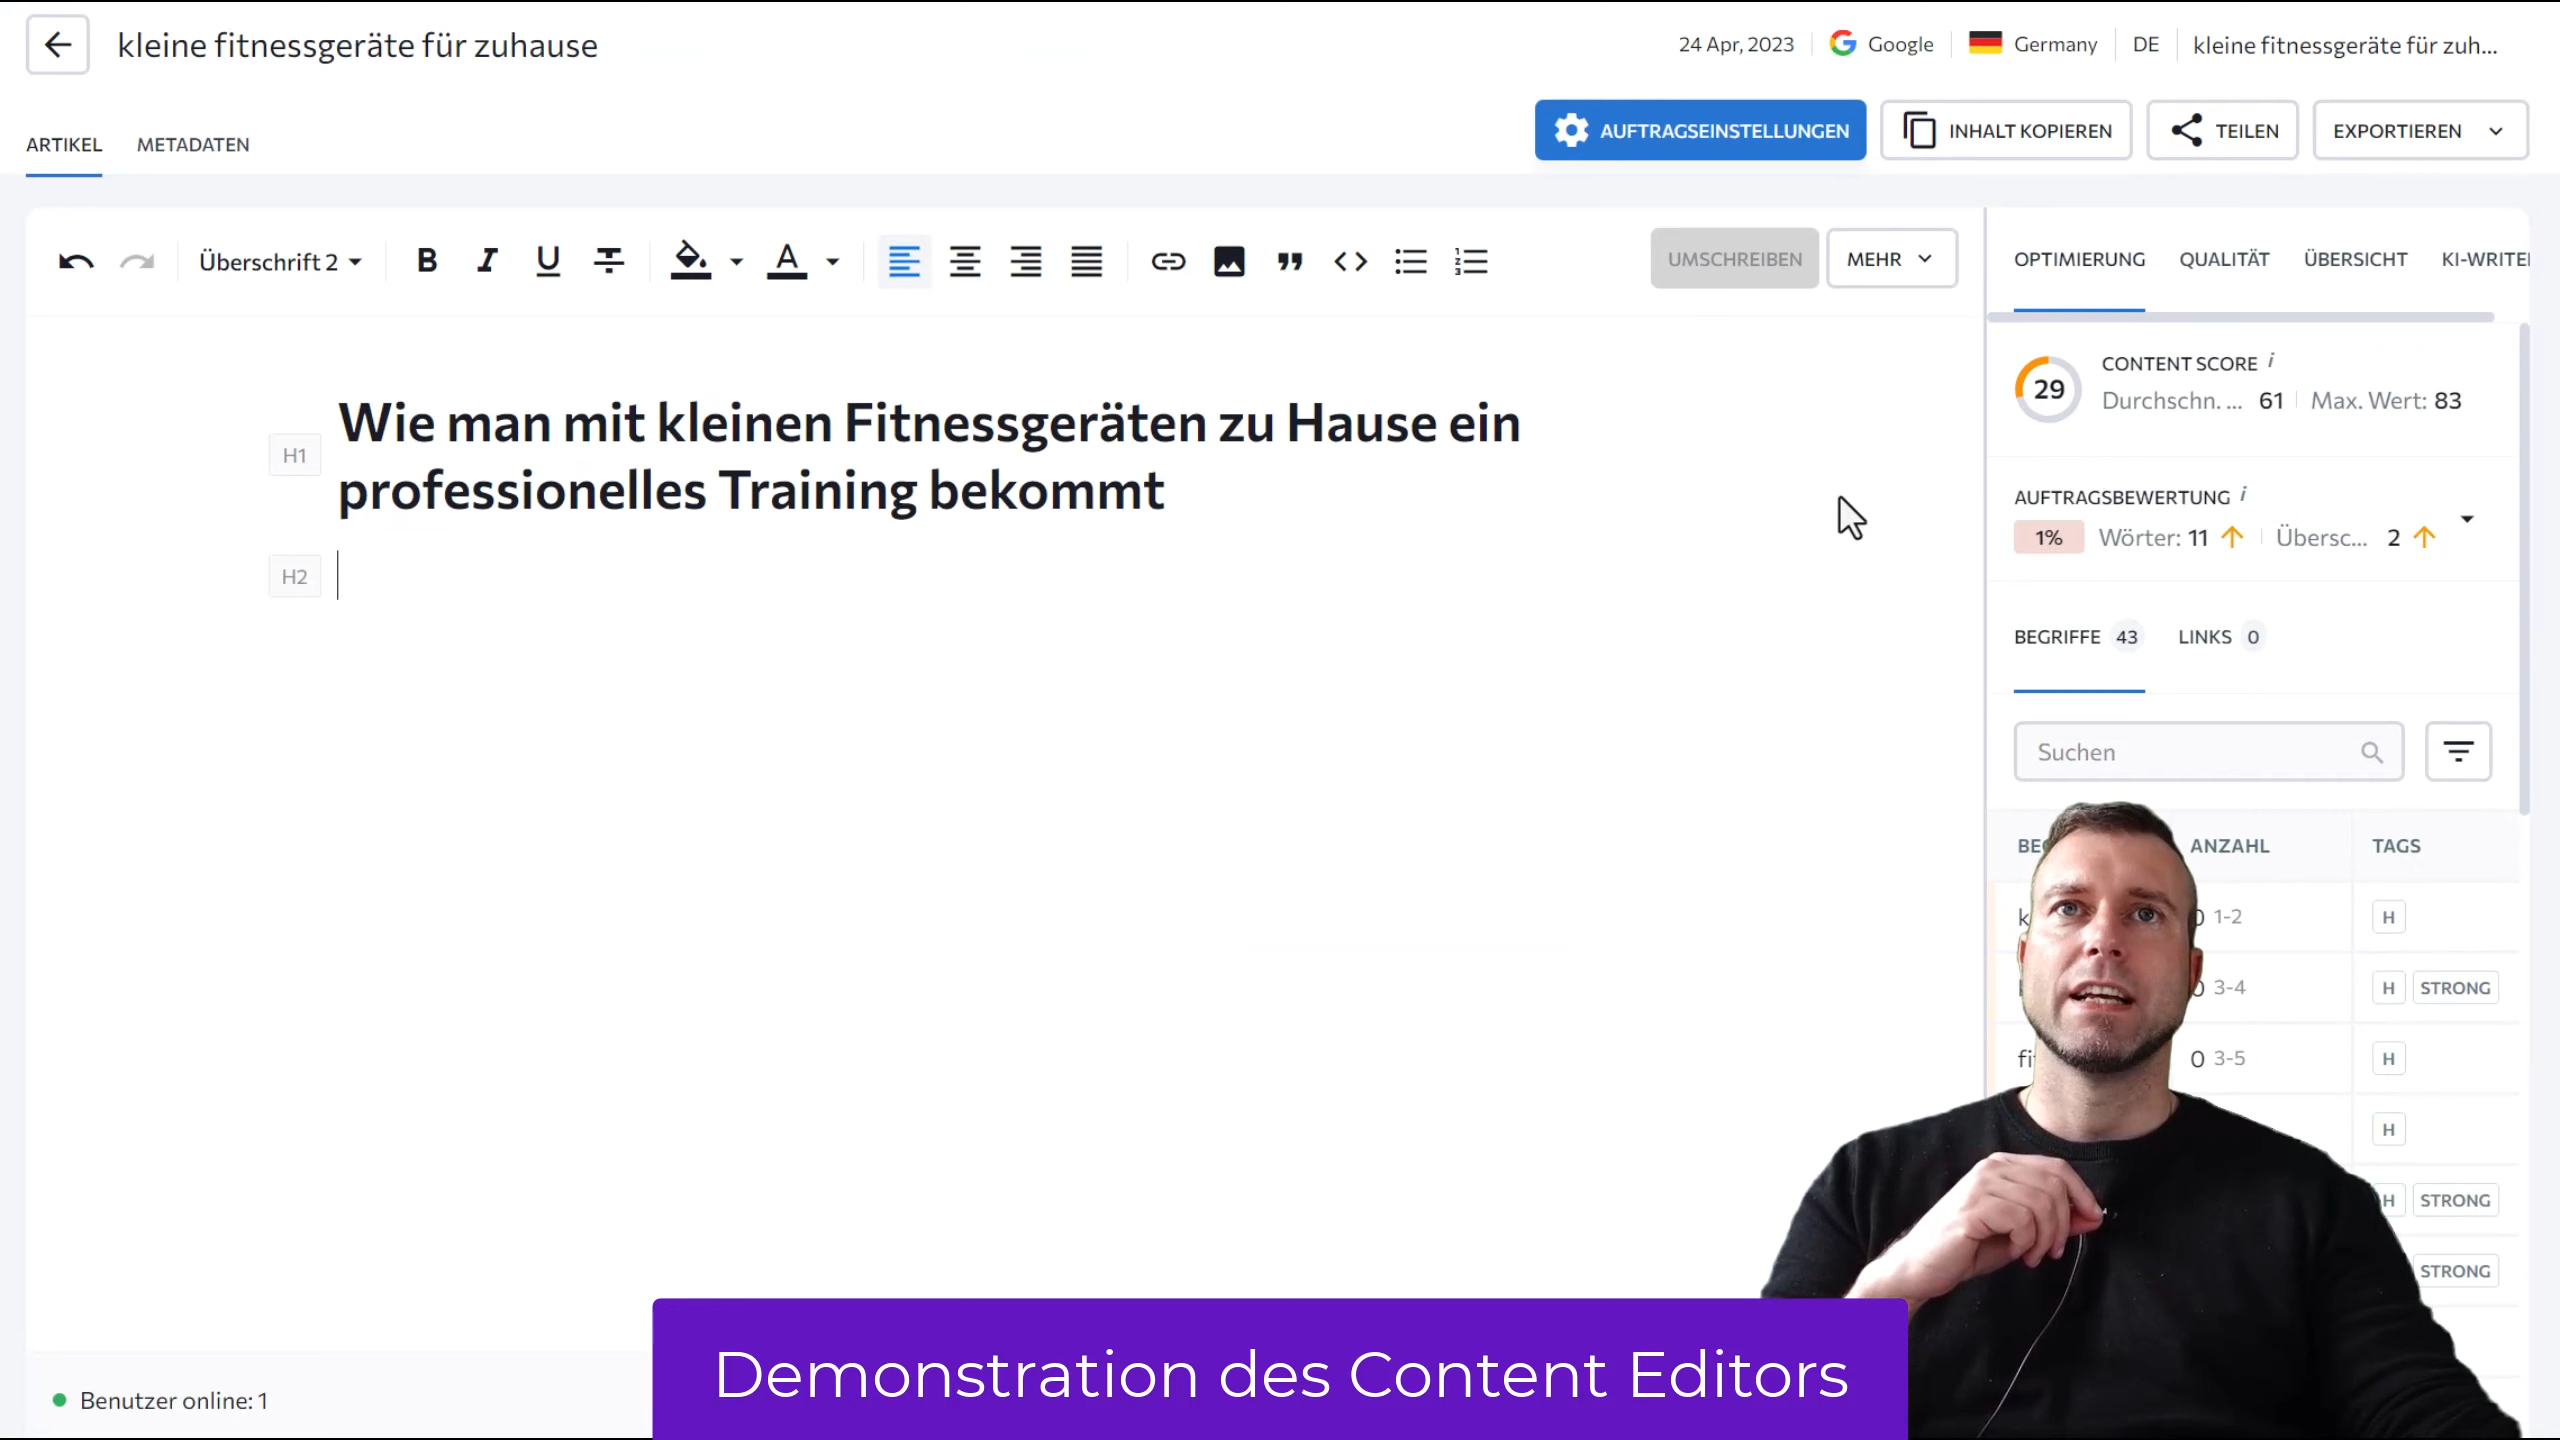 kleine fitnessgeräte für zuhause
24 Apr, 2023
Google
Germany
DE
kleine fitnessgeräte für zuh...
ARTIKEL
METADATEN
AUFTRAGSEINSTELLUNGEN
INHALT KOPIEREN
TEILEN
EXPORTIEREN
Überschrift 2
UMSCHREIBEN
MEHR
OPTIMIERUNG
QUALITÄT
ÜBERSICHT
H1
Wie man mit kleinen Fitnessgeräten zu Hause ein
professionelles Training bekommt
H2
29
CONTENT SCORE
Durchschn. ... 61
Max. Wert: 83
AUFTRAGSBEWERTUNG
1%
Wörter: 11
Übersc... 2
BEGRIFFE 43
LINKS 0
Suchen
ANZAHL
TAGS
1-2
H
3-4
H STRONG
0 3-5
H
H
H STRONG
STRONG
Demonstration des Content Editors
Benutzer online: 1